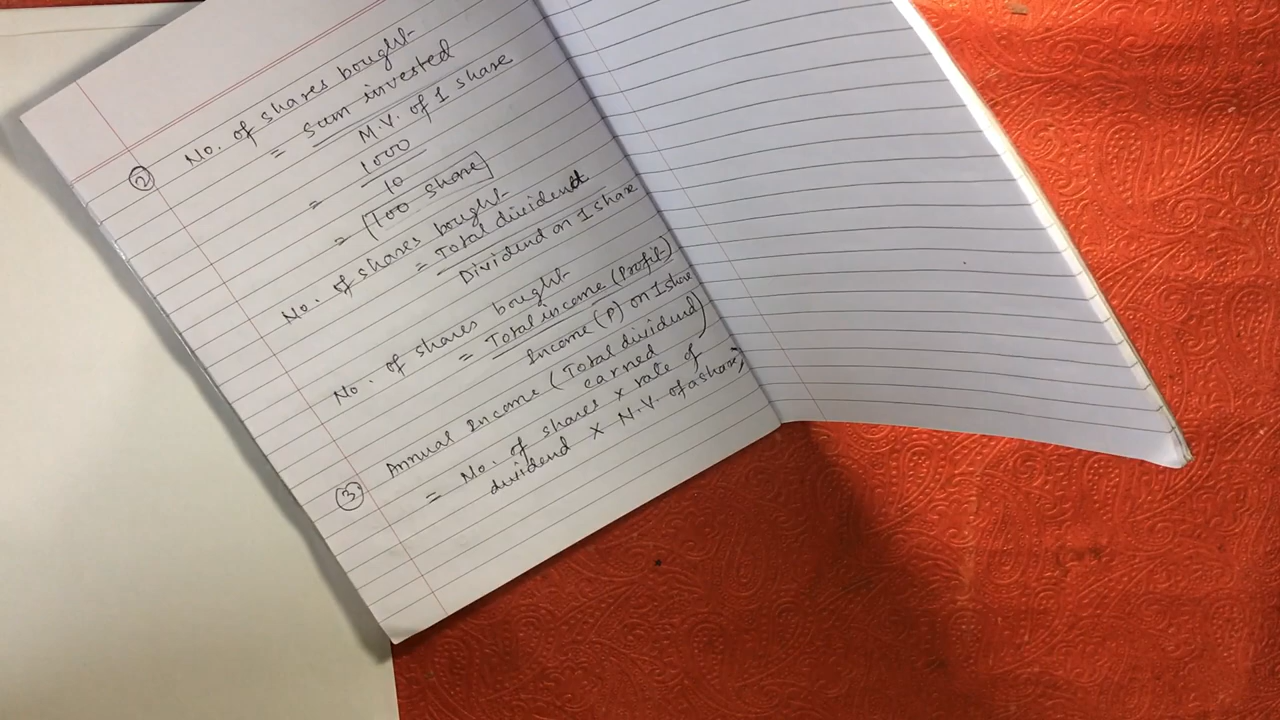 ② No. of shares bought-
= Sum invested
M.V. of 1 share
= 1000
10
= [100 share]
No. of shares bought-
= Total dividend
Dividend on 1 share
No. of shares bought-
= Total income (Profit)
Income (P) on 1 share
③ Annual Income (Total dividend)
earned
= No. of shares × rate of
dividend × N.V. of a share,